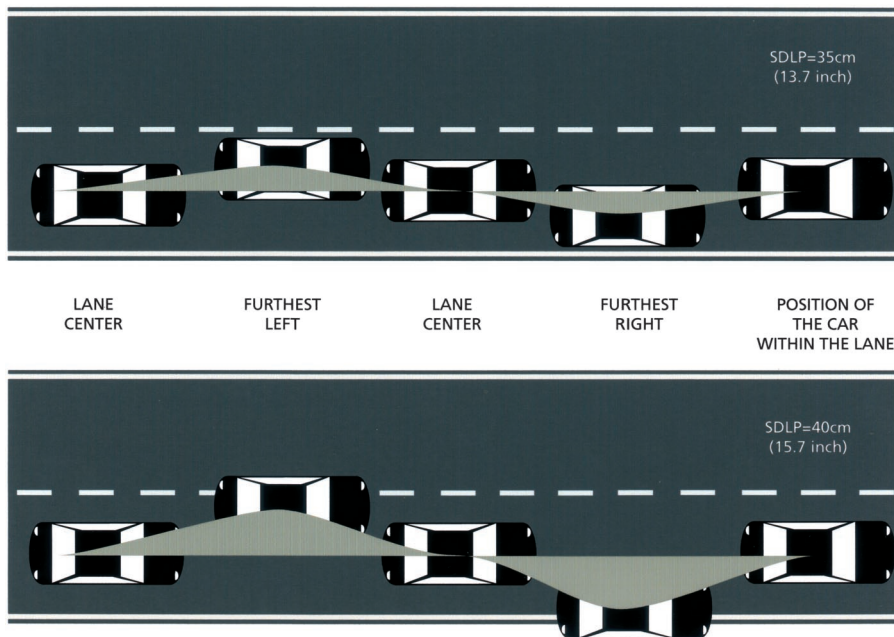 SDLP=35cm
(13.7 inch)
LANE
CENTER
FURTHEST
LEFT
LANE
CENTER
FURTHEST
RIGHT
POSITION OF
THE CAR
WITHIN THE LANE
SDLP=40cm
(15.7 inch)